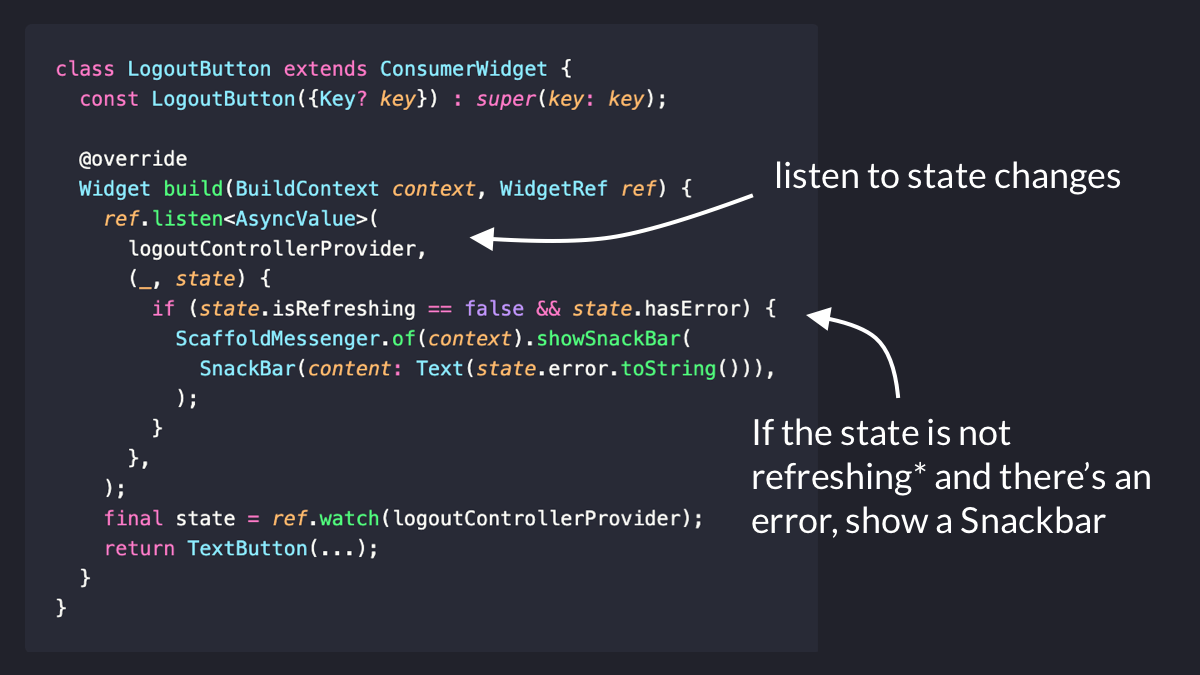 class LogoutButton extends ConsumerWidget {
  const LogoutButton({Key? key}) : super(key: key);

  @override
  Widget build(BuildContext context, WidgetRef ref) {
    ref.listen<AsyncValue>(
      logoutControllerProvider,
      (_, state) {
        if (state.isRefreshing == false && state.hasError) {
          ScaffoldMessenger.of(context).showSnackBar(
            SnackBar(content: Text(state.error.toString())),
          );
        }
      },
    );
    final state = ref.watch(logoutControllerProvider);
    return TextButton(...);
  }
}
listen to state changes
If the state is not
refreshing* and there’s an
error, show a Snackbar